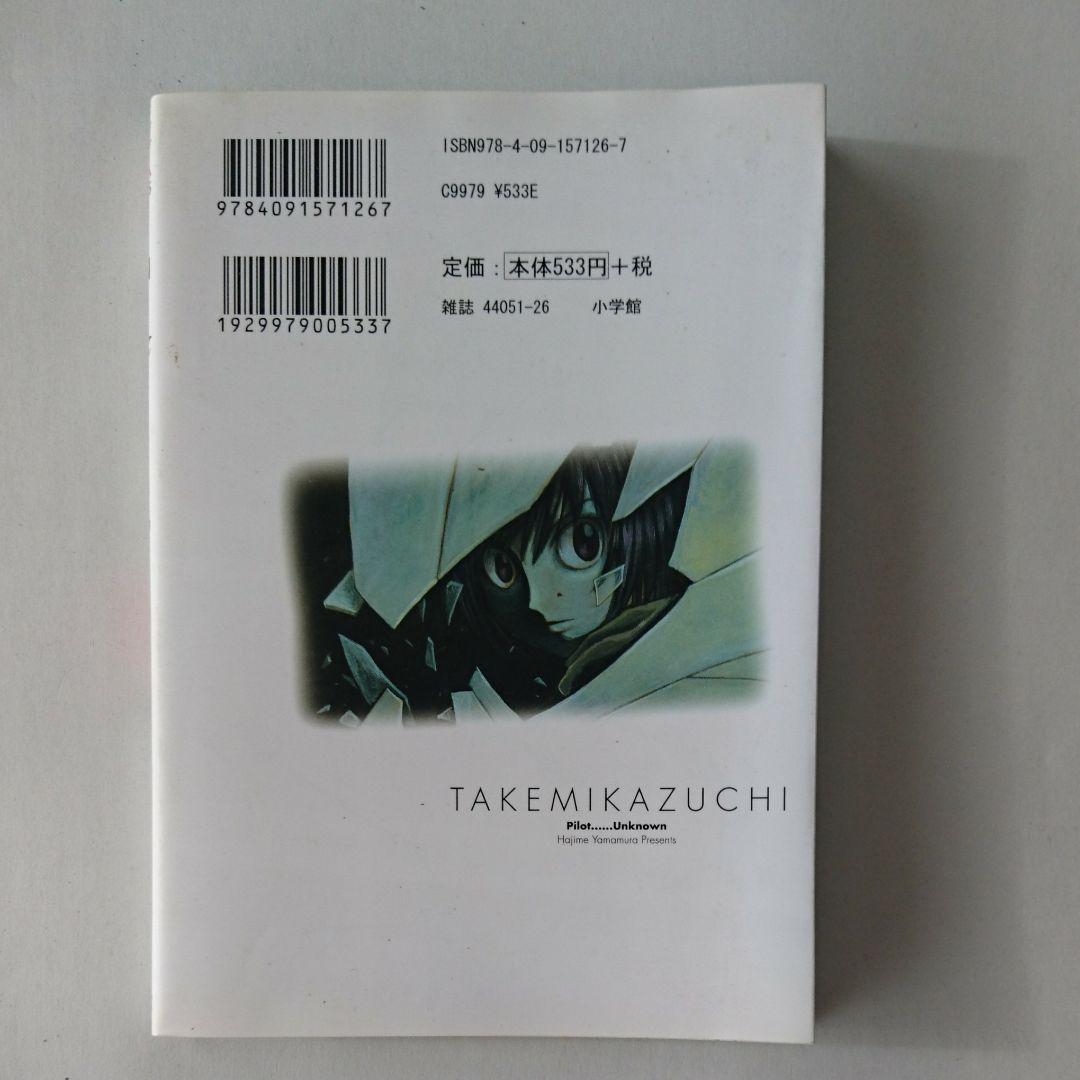 ISBN978-4-09-157126-7
9784091571267
C9979 ¥533E
定価：本体533円＋税
雑誌 44051-26 小学館
1929979005337
TAKEMIKAZUCHI
Pilot......Unknown
Hajime Yamamura Presents